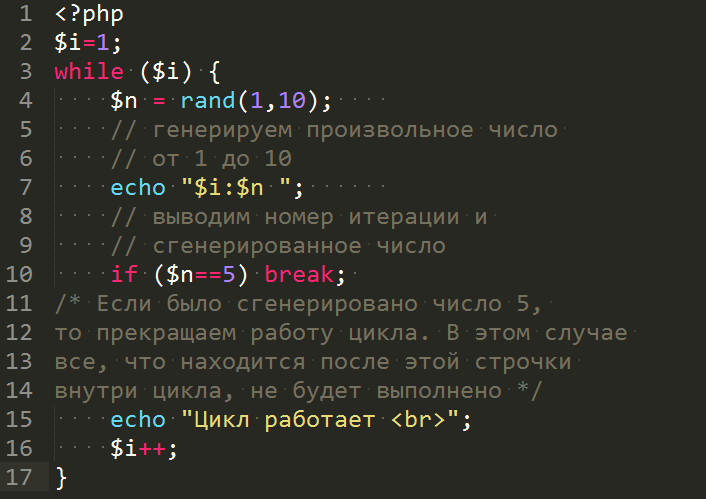 1 <?php
2 $i=1;
3 while ($i) {
4     $n = rand(1,10);
5     // генерируем произвольное число
6     // от 1 до 10
7     echo "$i:$n ";
8     // выводим номер итерации и
9     // сгенерированное число
10     if ($n==5) break;
11 /* Если было сгенерировано число 5,
12 то прекращаем работу цикла. В этом случае
13 все, что находится после этой строчки
14 внутри цикла, не будет выполнено */
15     echo "Цикл работает <br>";
16     $i++;
17 }